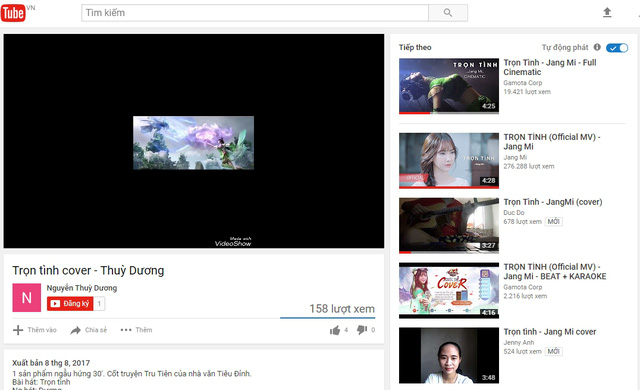 Tube VN
Tìm kiếm
Made with
VideoShow
Trọn tình cover - Thuỳ Dương
N
Nguyễn Thuỳ Dương
Đăng ký 1
158 lượt xem
Thêm vào Chia sẻ Thêm 4 0
Xuất bản 8 thg 8, 2017
1 sản phẩm ngẫu hứng 30'. Cốt truyện Tru Tiên của nhà văn Tiêu Đỉnh.
Bài hát: Trọn tình
Tiếp theo
Tự động phát
TRỌN TÌNH
Jang Mi
CINEMATIC
4:25
Trọn Tình - Jang Mi - Full
Cinematic
Gamota Corp
19.421 lượt xem
TRỌN TÌNH
4:28
TRỌN TÌNH (Official MV) -
Jang Mi
Jang Mi
276.288 lượt xem
3:27
Trọn Tình - JangMi (cover)
Duc Do
678 lượt xem MỚI
COVER
4:16
TRỌN TÌNH (Official MV) -
Jang Mi - BEAT + KARAOKE
Gamota Corp
2.216 lượt xem
3:48
Trọn tình - Jang Mi cover
Jenny Anh
524 lượt xem MỚI